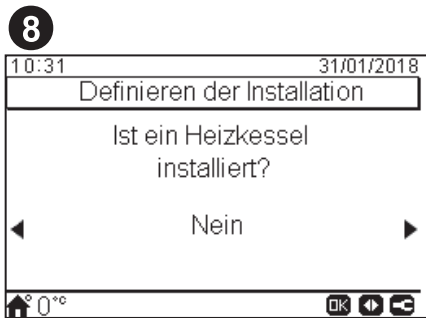 8
10:31 31/01/2018
Definieren der Installation
Ist ein Heizkessel
installiert?
Nein
0°c OK